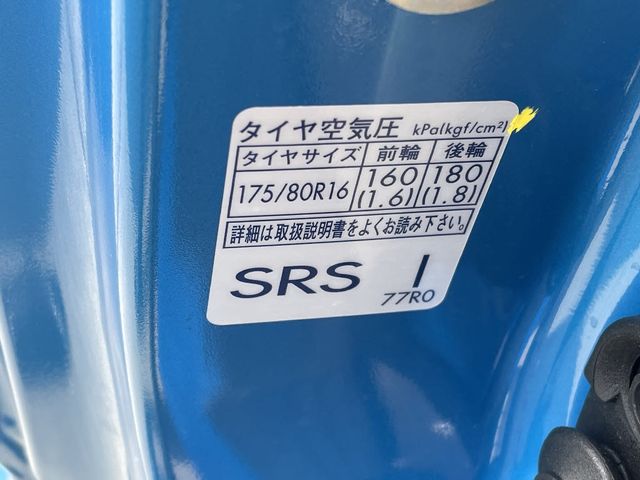 タイヤ空気圧 kPa(kgf/cm²)
タイヤサイズ 前輪 後輪
175/80R16 160 180
(1.6) (1.8)
詳細は取扱説明書をよくお読み下さい。
SRS I
77R0